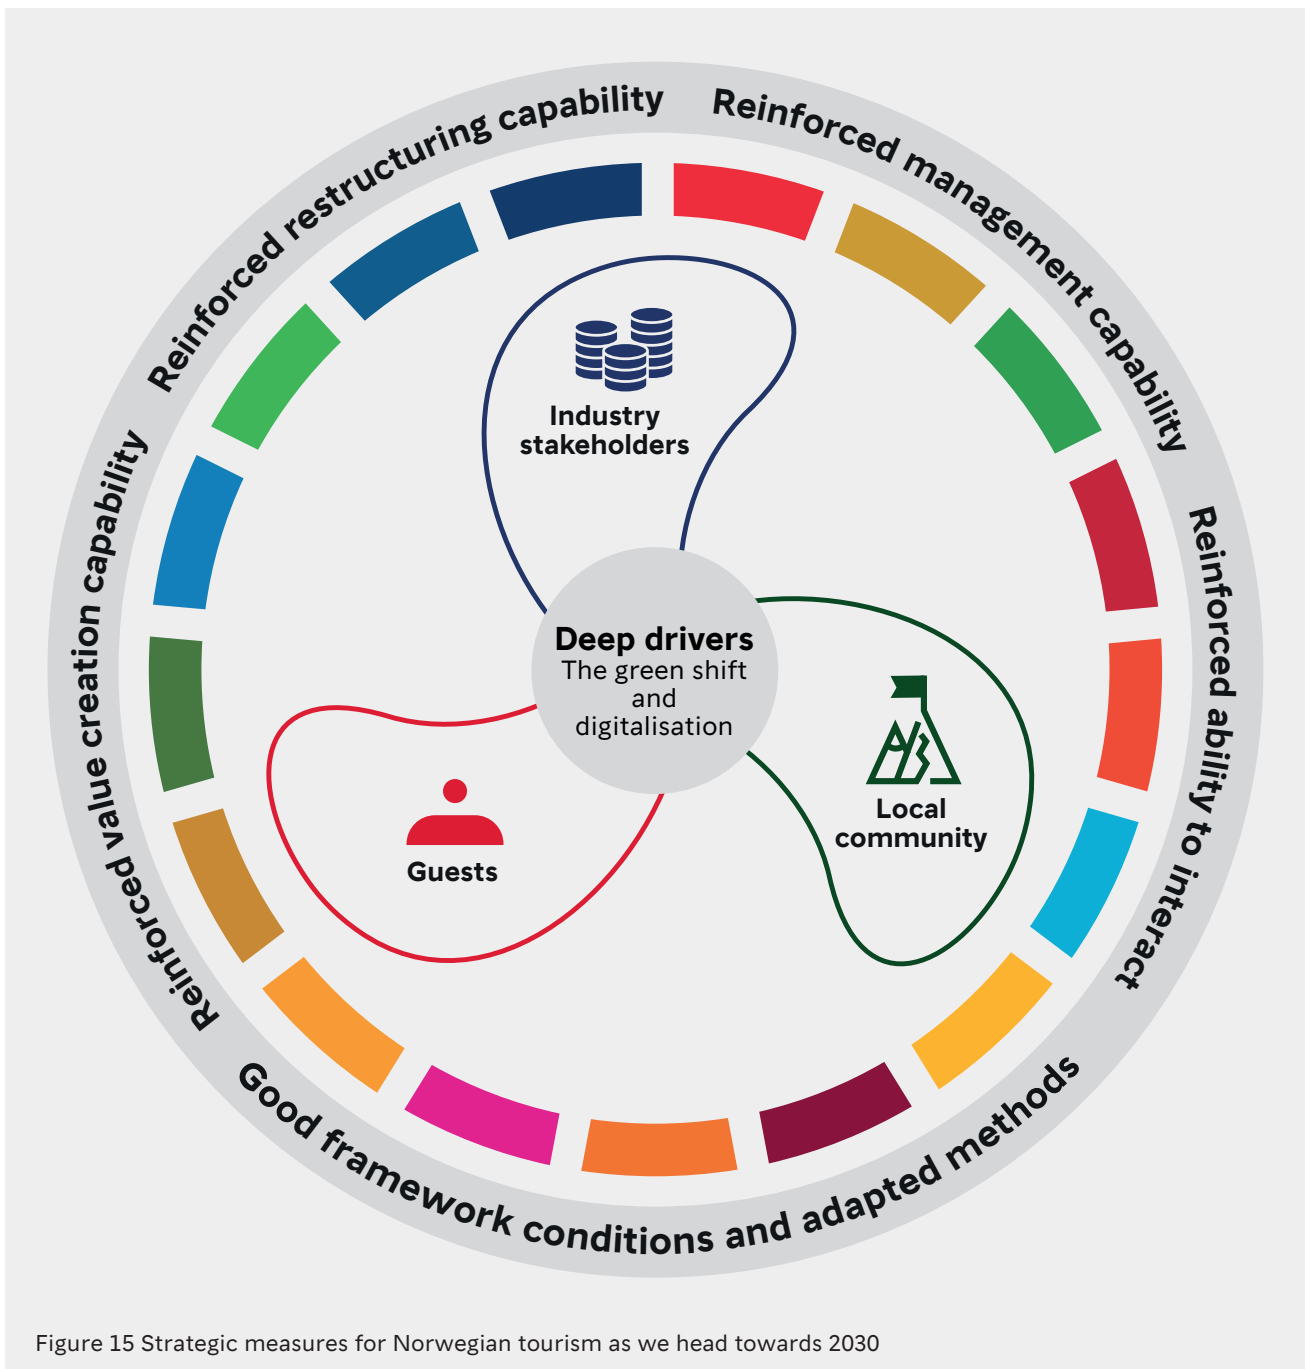 Reinforced restructuring capability
Reinforced management capability
Reinforced ability to interact
Good framework conditions and adapted methods
Reinforced value creation capability
Industry
stakeholders
Deep drivers
The green shift
and
digitalisation
Local
community
Guests
Figure 15 Strategic measures for Norwegian tourism as we head towards 2030